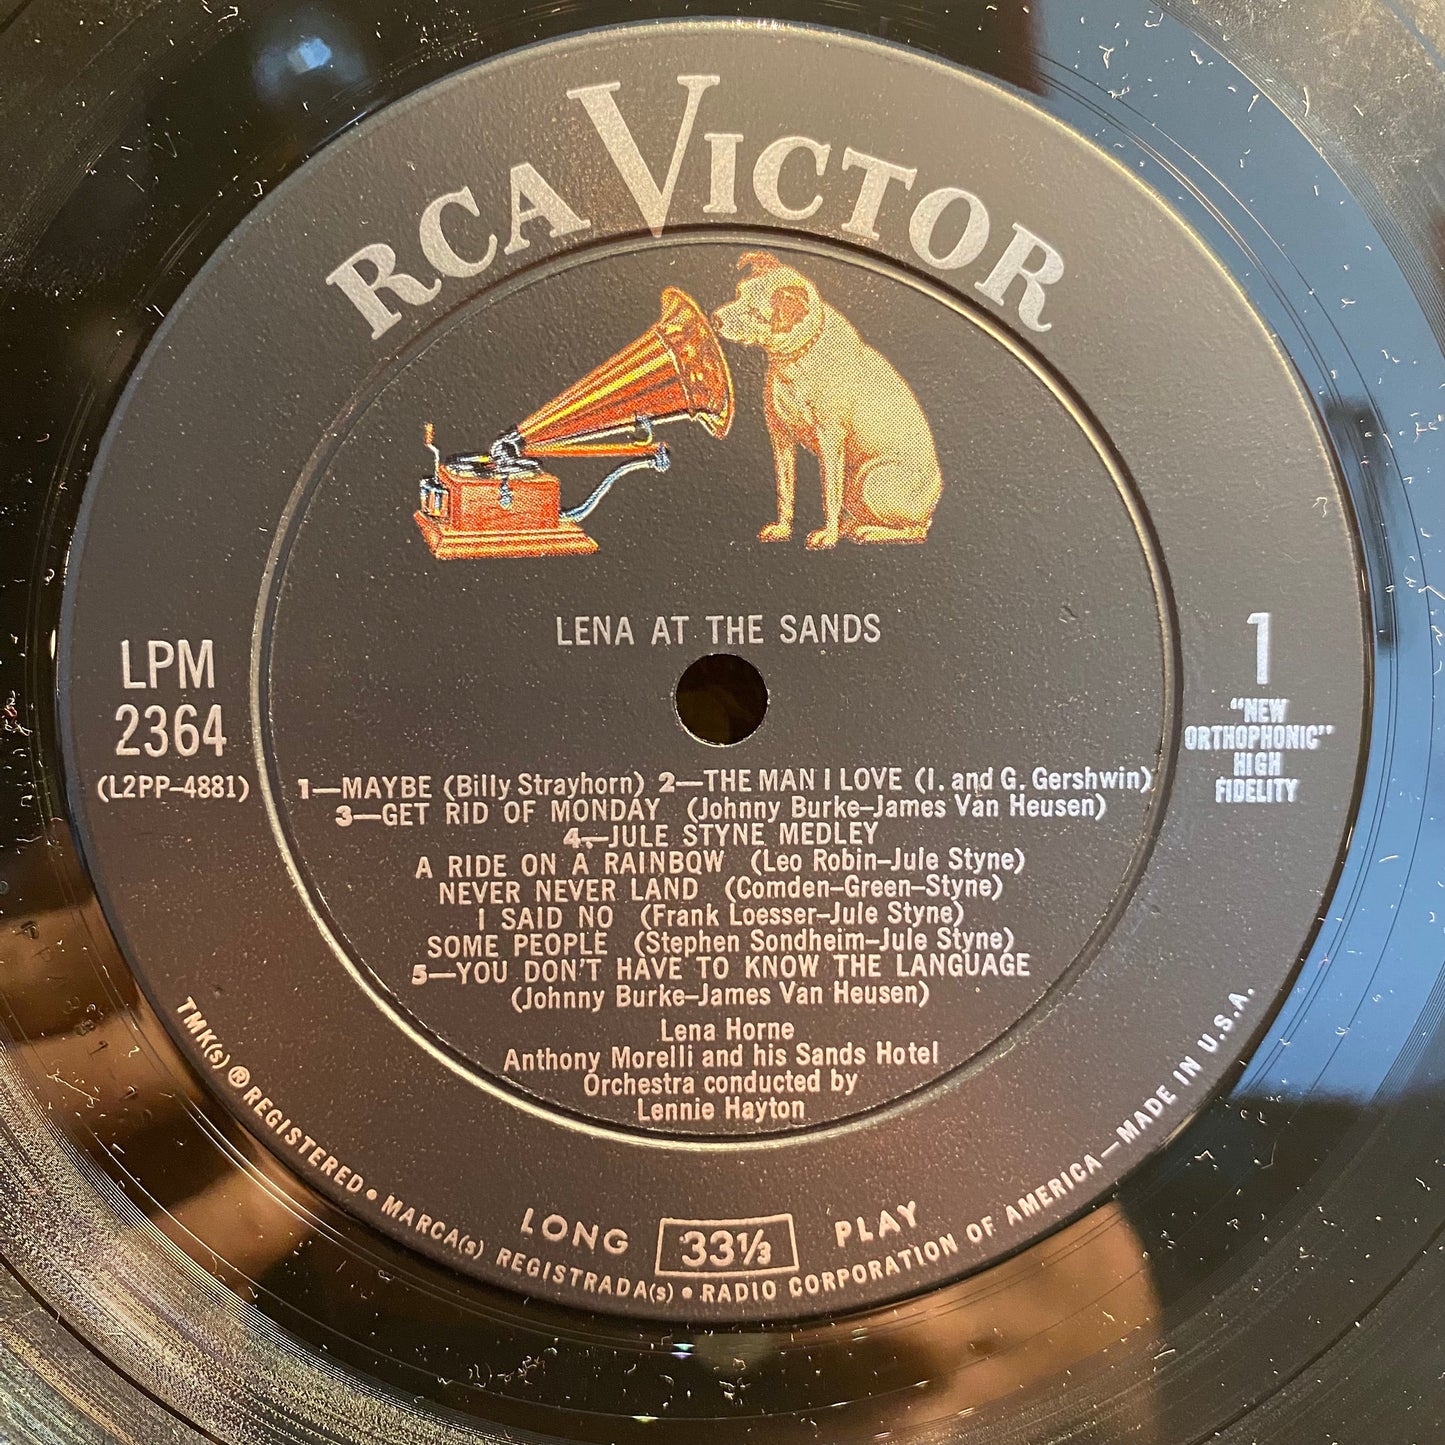 RCA VICTOR
LENA AT THE SANDS
LPM
2364
(L2PP-4881)
1
"NEW
ORTHOPHONIC"
HIGH
FIDELITY
1—MAYBE (Billy Strayhorn) 2—THE MAN I LOVE (I. and G. Gershwin)
3—GET RID OF MONDAY (Johnny Burke-James Van Heusen)
4—JULE STYNE MEDLEY
A RIDE ON A RAINBOW (Leo Robin-Jule Styne)
NEVER NEVER LAND (Comden-Green-Styne)
I SAID NO (Frank Loesser-Jule Styne)
SOME PEOPLE (Stephen Sondheim-Jule Styne)
5—YOU DON'T HAVE TO KNOW THE LANGUAGE
(Johnny Burke-James Van Heusen)
Lena Horne
Anthony Morelli and his Sands Hotel
Orchestra conducted by
Lennie Hayton
LONG 33⅓ PLAY
TMK(s) ® REGISTERED • MARCA(s) REGISTRADA(s) • RADIO CORPORATION OF AMERICA—MADE IN U.S.A.